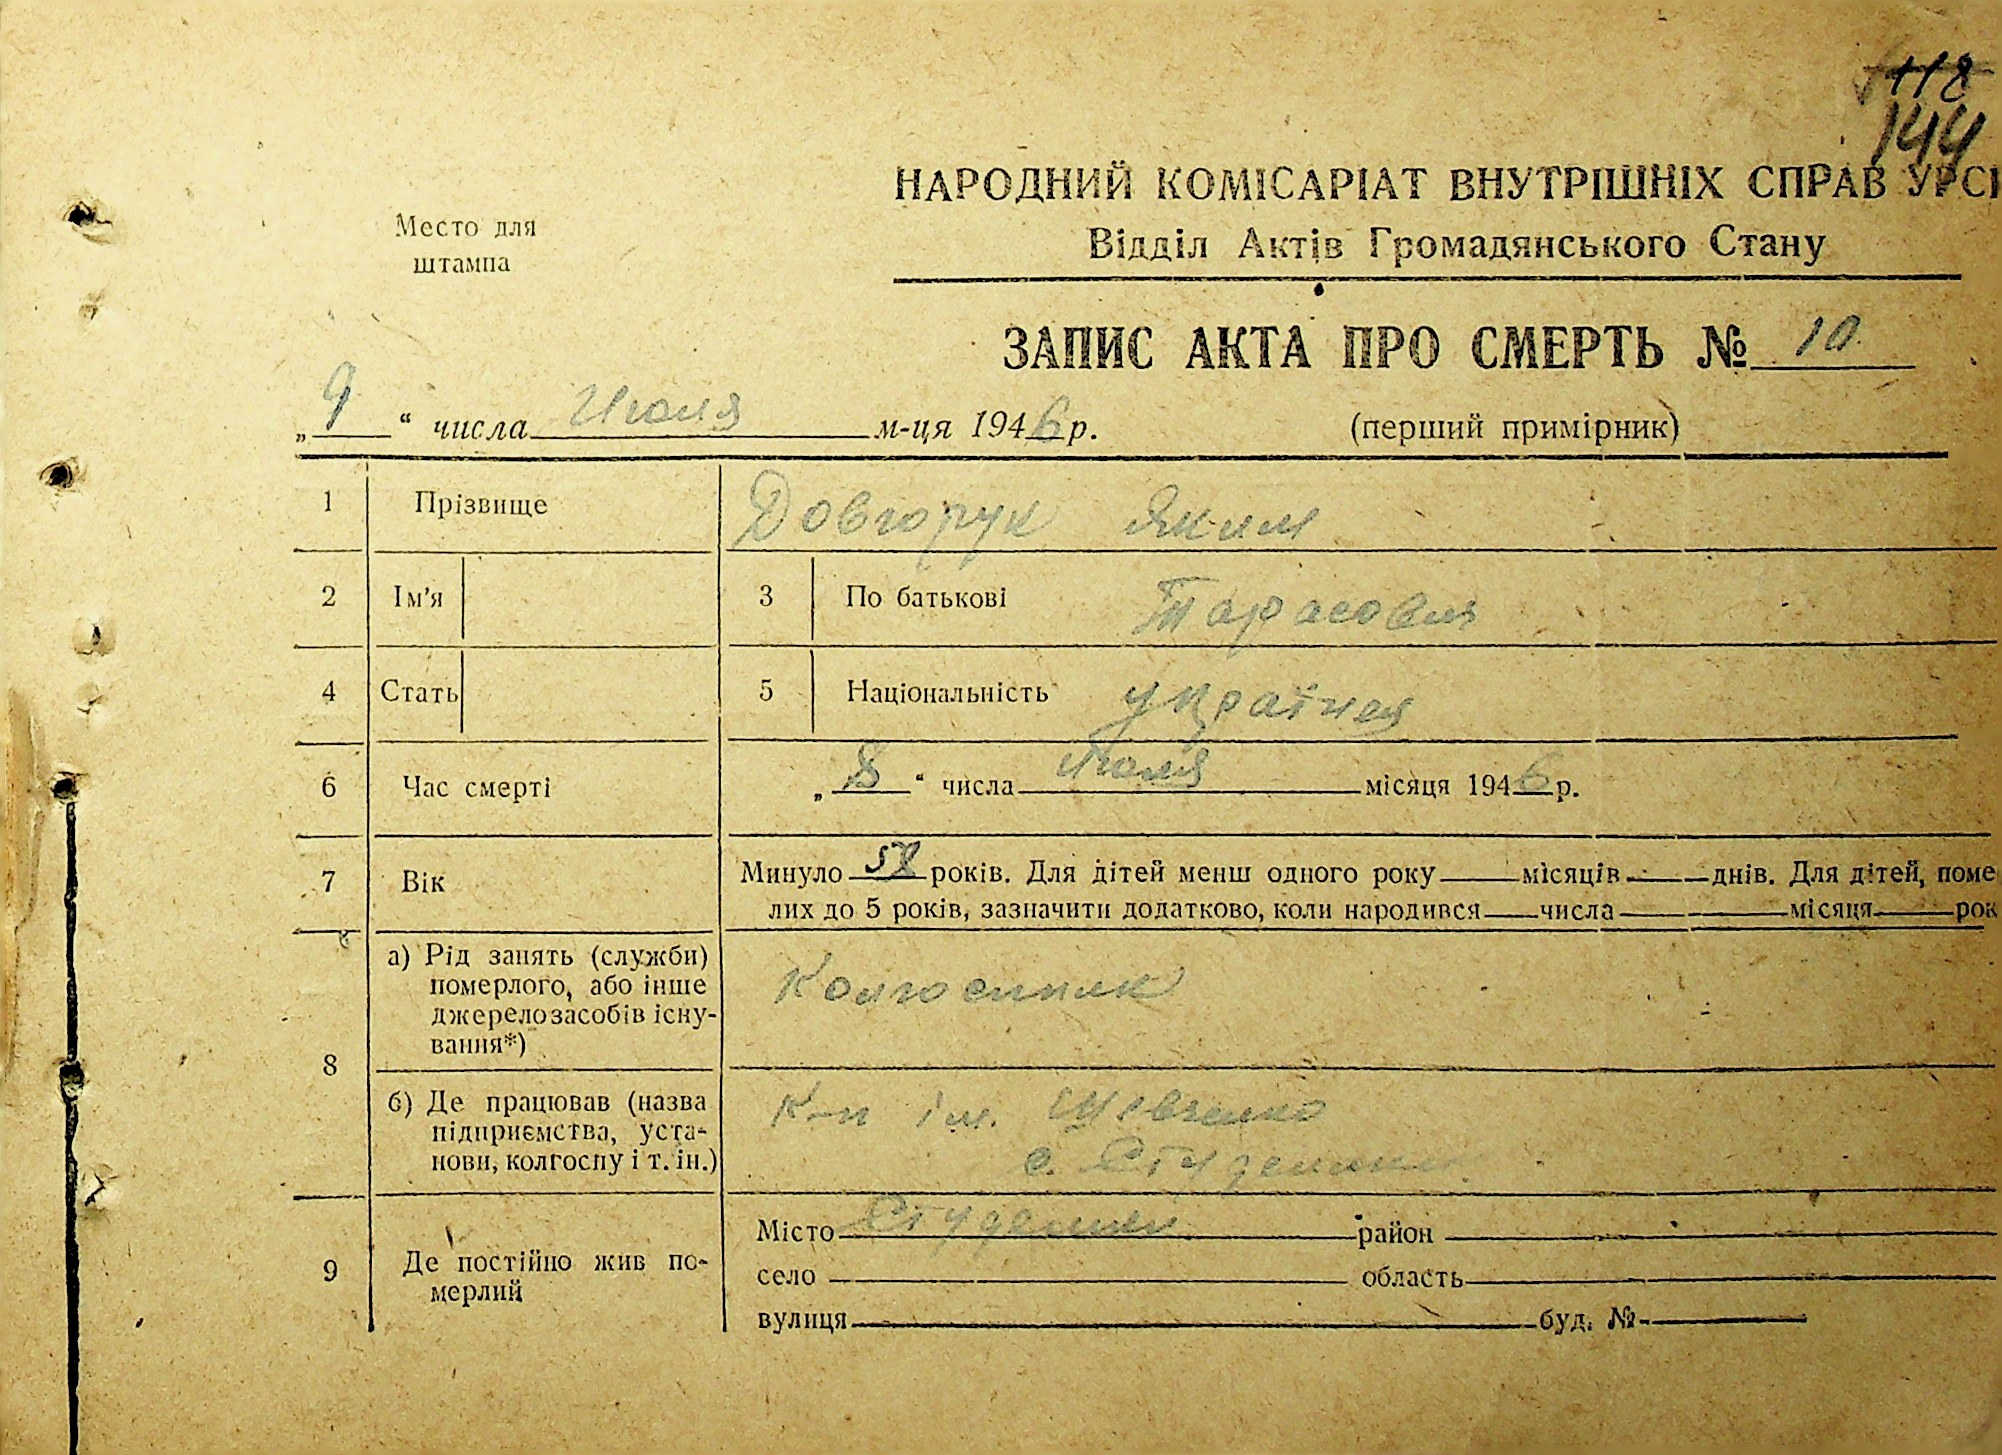 118
144
НАРОДНИЙ КОМІСАРІАТ ВНУТРІШНІХ СПРАВ УРСР
Место для
штампа
Відділ Актів Громадянського Стану
ЗАПИС АКТА ПРО СМЕРТЬ № 10
„ 9 “ числа Июля м-ця 1946 р. (перший примірник)
1 Прізвище Довгорук Яким
2 Ім’я 3 По батькові Тарасович
4 Стать 5 Національність
6 Час смерті „ 8 “ числа Июля місяця 1946 р.
7 Вік Минуло років. Для дітей менш одного року місяців днів. Для дітей, поме
лих до 5 років, зазначити додатково, коли народився числа місяця рок
8 а) Рід занять (служби)
померлого, або інше
джерело засобів існу-
вання*)
Колгоспник
б) Де працював (назва
підприємства, уста-
нови, колгоспу і т. ін.)
К-п ім. Шевченко
с. Студеники
9 Де постійно жив по-
мерлий
Місто Студеники район
село область
вулиця буд. №